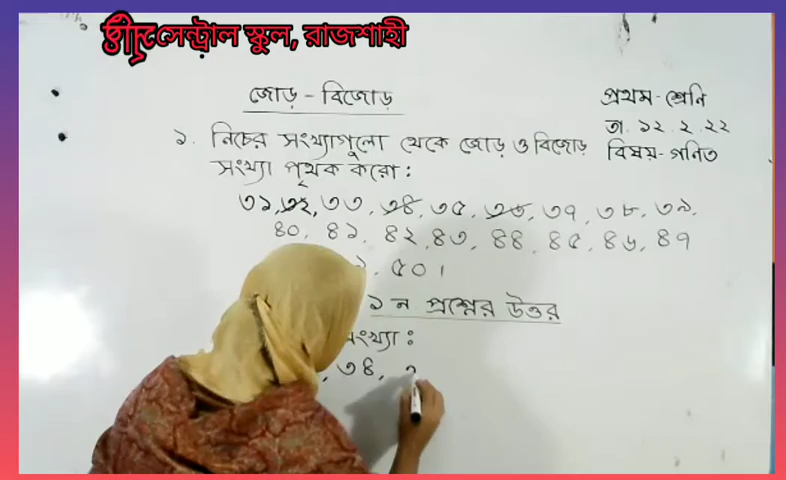 সেন্ট্রাল স্কুল, রাজশাহী
জোড় - বিজোড়
প্রথম - শ্রেনি
তা. ১২. ২. ২২
বিষয় - গনিত
১. নিচের সংখ্যাগুলো থেকে জোড় ও বিজোড়
সংখ্যা পৃথক করো :
৩১, ৩২, ৩৩, ৩৪, ৩৫, ৩৬, ৩৭, ৩৮, ৩৯,
৪০, ৪১, ৪২, ৪৩, ৪৪, ৪৫, ৪৬, ৪৭
৫০।
১ ন. প্রশ্নের উত্তর
৩৪,